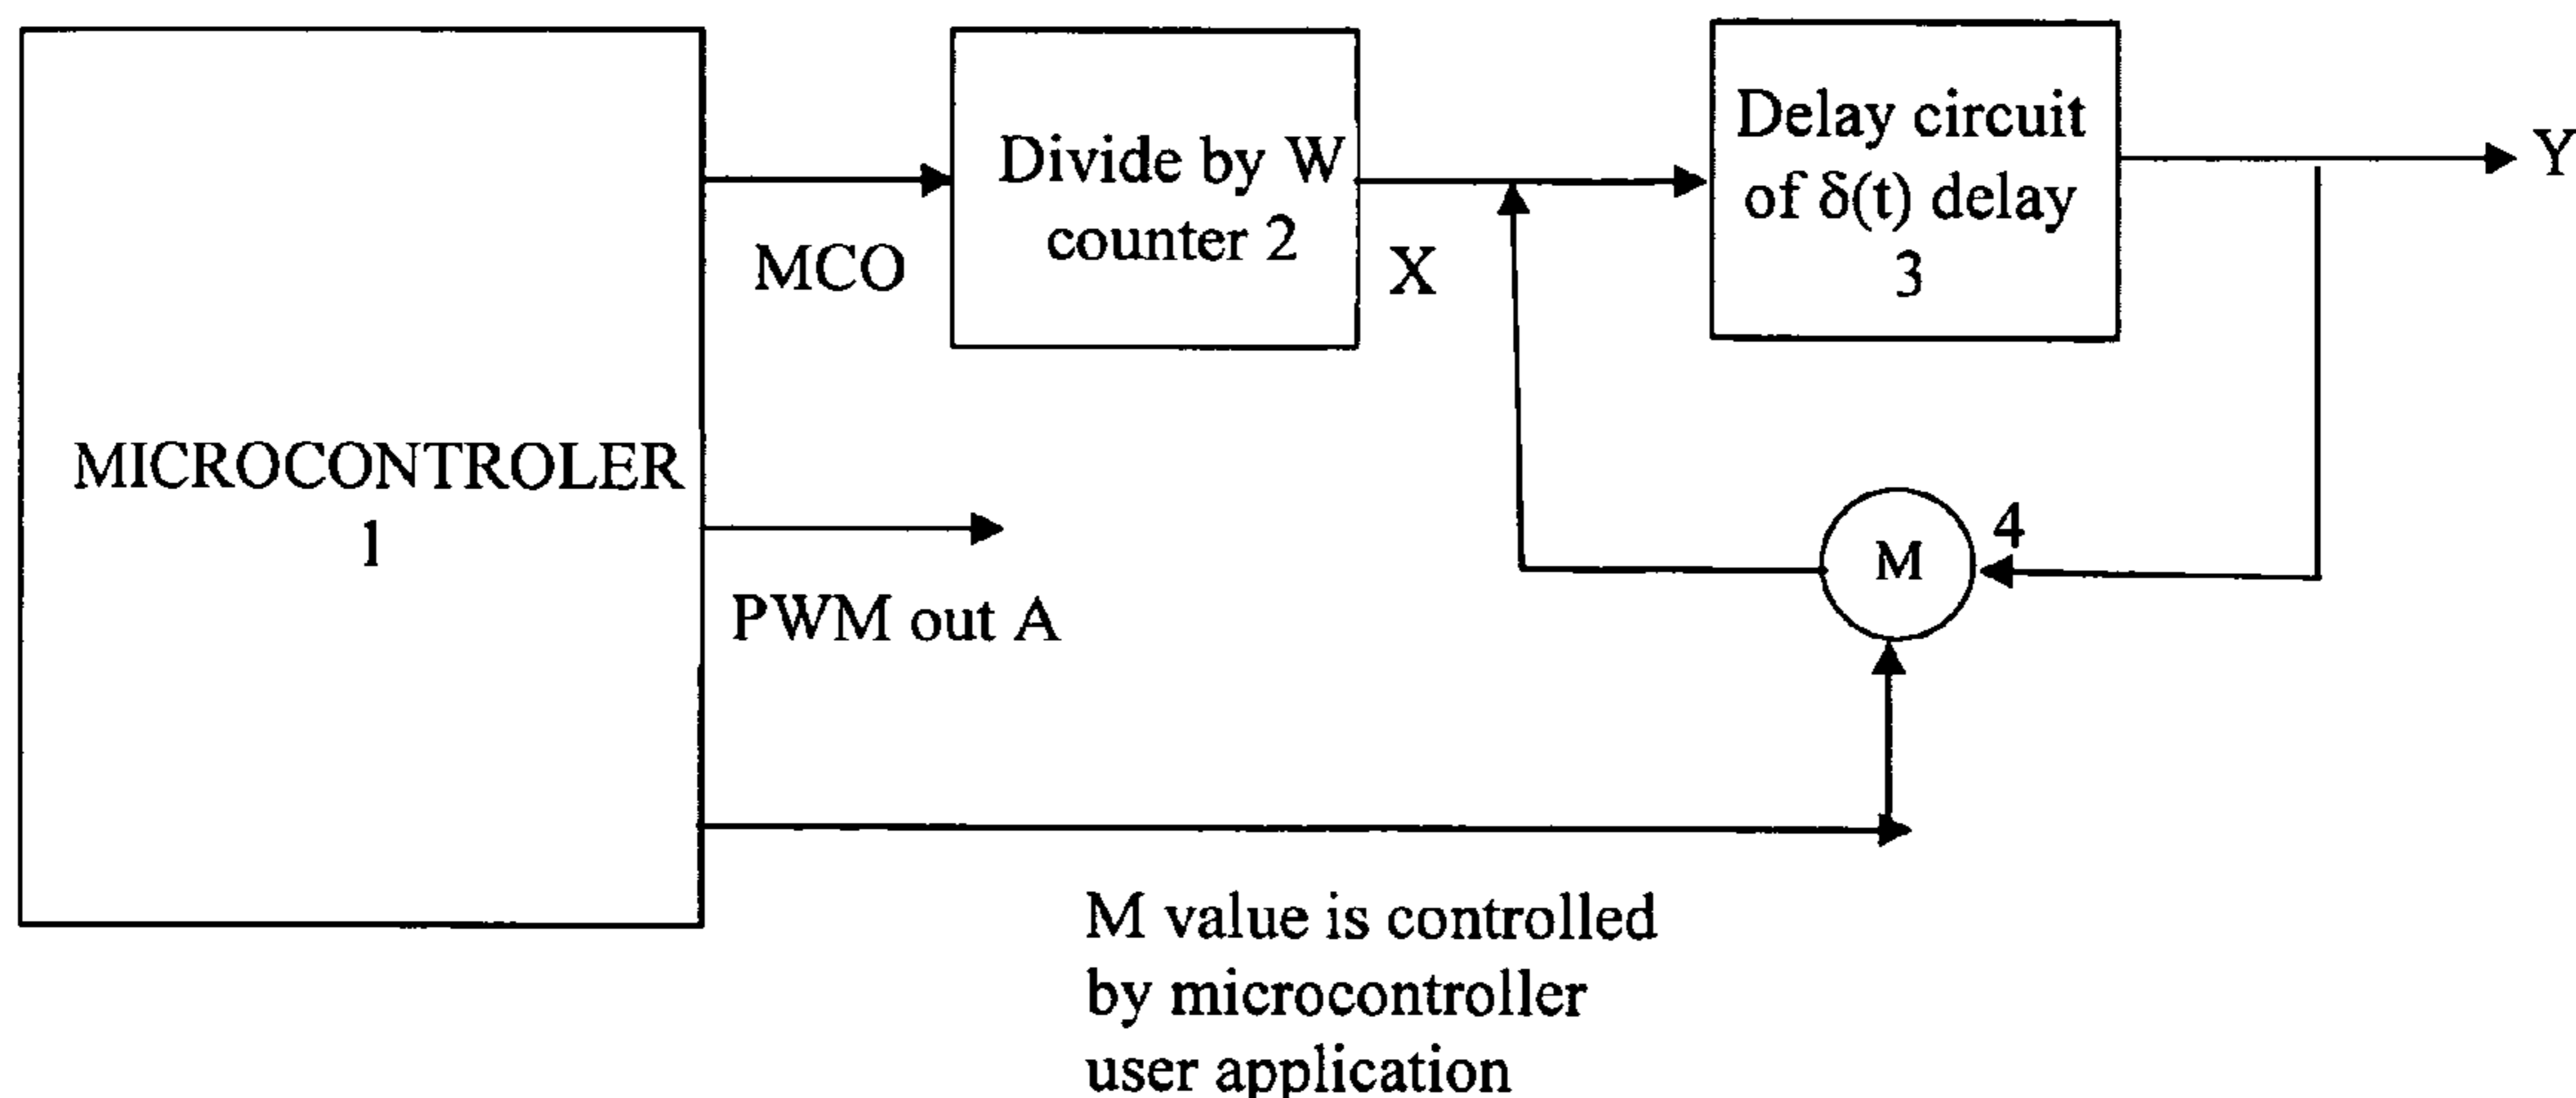 MICROCONTROLER
1
MCO
Divide by W
counter 2
X
Delay circuit
of δ(t) delay
3
Y
PWM out A
M
4
M value is controlled
by microcontroller
user application